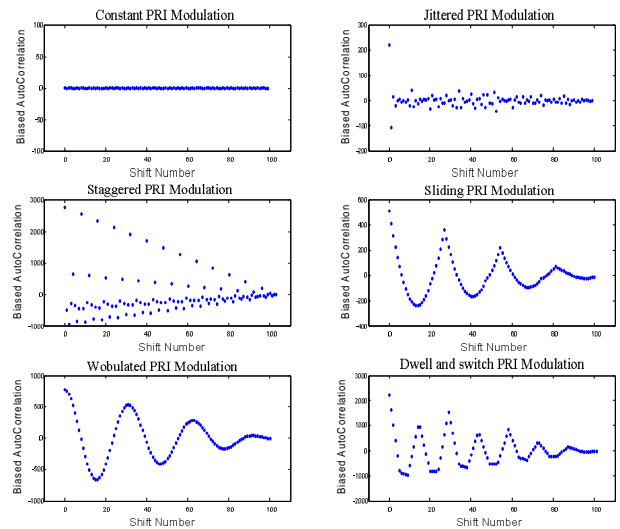 Constant PRI Modulation
100
50
0
-50
-100
Biased AutoCorrelation
0 20 40 60 80 100
Shift Number
Jittered PRI Modulation
300
200
100
0
-100
-200
Biased AutoCorrelation
0 20 40 60 80 100
Shift Number
Staggered PRI Modulation
3000
2000
1000
0
-1000
Biased AutoCorrelation
0 20 40 60 80 100
Shift Number
Sliding PRI Modulation
600
400
200
0
-200
-400
Biased AutoCorrelation
0 20 40 60 80 100
Shift Number
Wobulated PRI Modulation
1000
500
0
-500
-1000
Biased AutoCorrelation
0 20 40 60 80 100
Shift Number
Dwell and switch PRI Modulation
3000
2000
1000
0
-1000
-2000
Biased AutoCorrelation
0 20 40 60 80 100
Shift Number